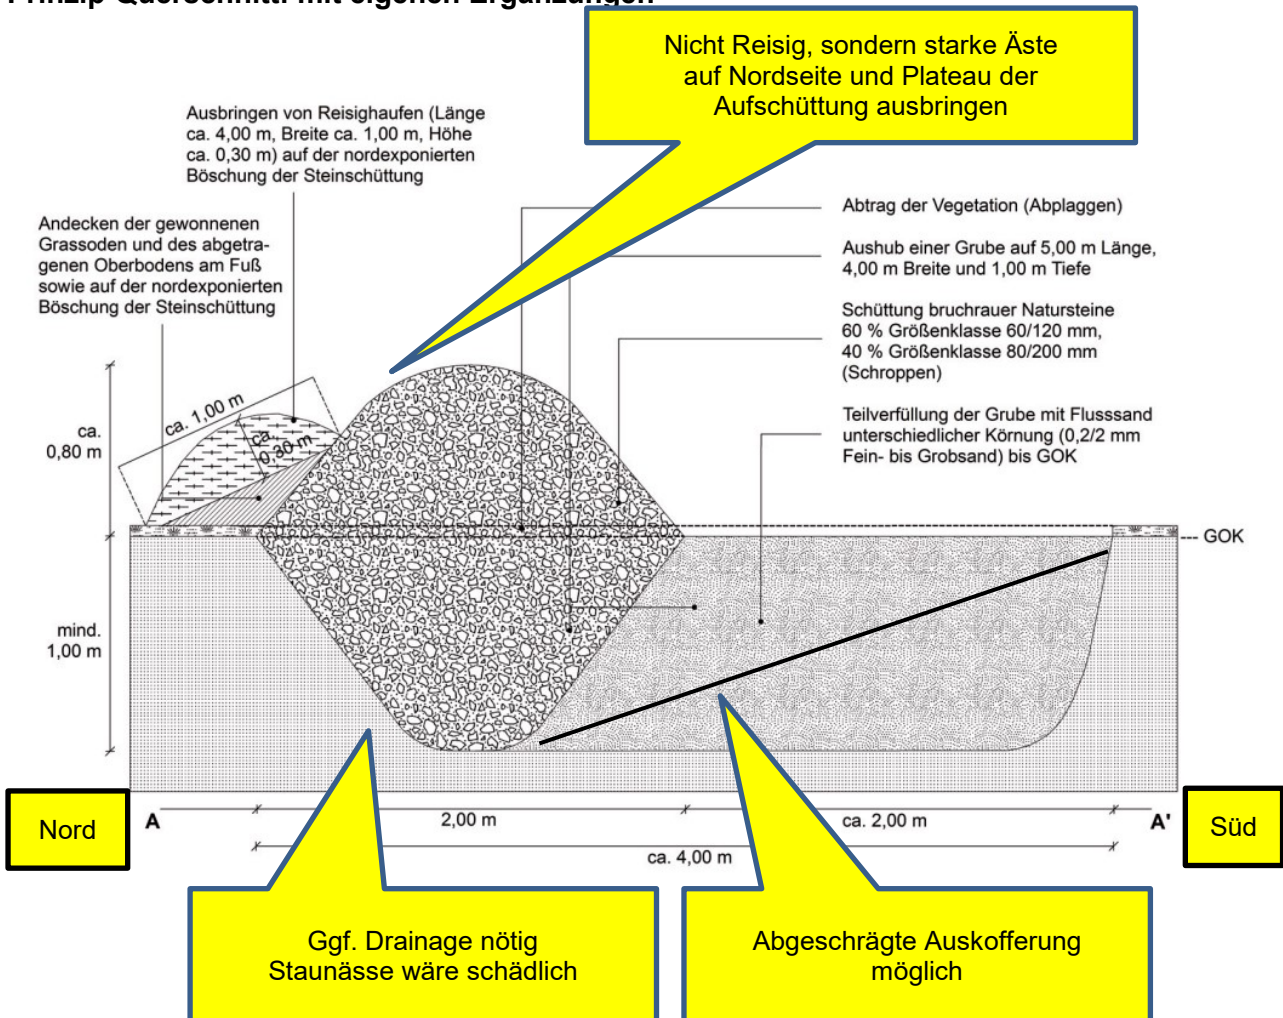 Prinzip-Querschnitt: mit eigenen Ergänzungen
Nicht Reisig, sondern starke Äste
auf Nordseite und Plateau der
Aufschüttung ausbringen
Ausbringen von Reisighaufen (Länge
ca. 4,00 m, Breite ca. 1,00 m, Höhe
ca. 0,30 m) auf der nordexponierten
Böschung der Steinschüttung
Andecken der gewonnenen
Grassoden und des abgetra-
genen Oberbodens am Fuß
sowie auf der nordexponierten
Böschung der Steinschüttung
Abtrag der Vegetation (Abplaggen)
Aushub einer Grube auf 5,00 m Länge,
4,00 m Breite und 1,00 m Tiefe
Schüttung bruchrauer Natursteine
60 % Größenklasse 60/120 mm,
40 % Größenklasse 80/200 mm
(Schroppen)
Teilverfüllung der Grube mit Flusssand
unterschiedlicher Körnung (0,2/2 mm
Fein- bis Grobsand) bis GOK
ca. 1,00 m
ca.
0,30 m
ca.
0,80 m
--- GOK
mind.
1,00 m
Nord
A
2,00 m
ca. 2,00 m
A'
Süd
ca. 4,00 m
Ggf. Drainage nötig
Staunässe wäre schädlich
Abgeschrägte Auskofferung
möglich